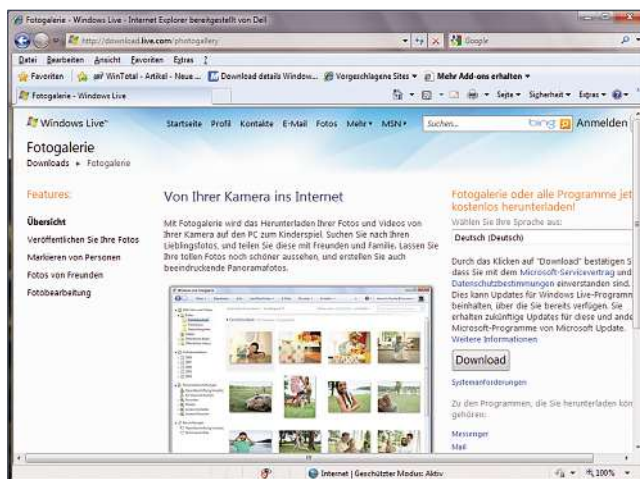 Fotogalerie - Windows Live - Internet Explorer bereitgestellt von Dell
http://download.live.com/photogallery
Google
Datei Bearbeiten Ansicht Favoriten Extras ?
Favoriten WinTotal - Artikel - Neue ... Download details Window... Vorgeschlagene Sites Mehr Add-ons erhalten
Fotogalerie - Windows Live
Seite Sicherheit Extras
Windows Live™ Startseite Profil Kontakte E-Mail Fotos Mehr MSN Suchen... bing Anmelden
Fotogalerie
Downloads Fotogalerie
Features:
Übersicht
Veröffentlichen Sie Ihre Fotos
Markieren von Personen
Fotos von Freunden
Fotobearbeitung
Von Ihrer Kamera ins Internet
Mit Fotogalerie wird das Herunterladen Ihrer Fotos und Videos von
Ihrer Kamera auf den PC zum Kinderspiel. Suchen Sie nach Ihren
Lieblingsfotos, und teilen Sie diese mit Freunden und Familie, Lassen Sie
Ihre tollen Fotos noch schöner aussehen, und erstellen Sie auch
beeindruckende Panoramafotos.
Fotogalerie oder alle Programme jet
kostenlos herunterladen!
Wählen Sie Ihre Sprache aus:
Deutsch (Deutsch)
Durch das Klicken auf "Download" bestätigen S
dass Sie mit dem Microsoft-Servicevertrag und
Datenschutzbestimmungen einverstanden sind.
Dies kann Updates für Windows Live-Programm
beinhalten, über die Sie bereits verfügen. Sie
erhalten zukünftige Updates für diese und ande
Microsoft-Programme von Microsoft Update.
Weitere Informationen
Download
Systemanforderungen
Zu den Programmen, die Sie herunterladen kön
gehören:
Messenger
Mail
Internet | Geschützter Modus: Aktiv
100%